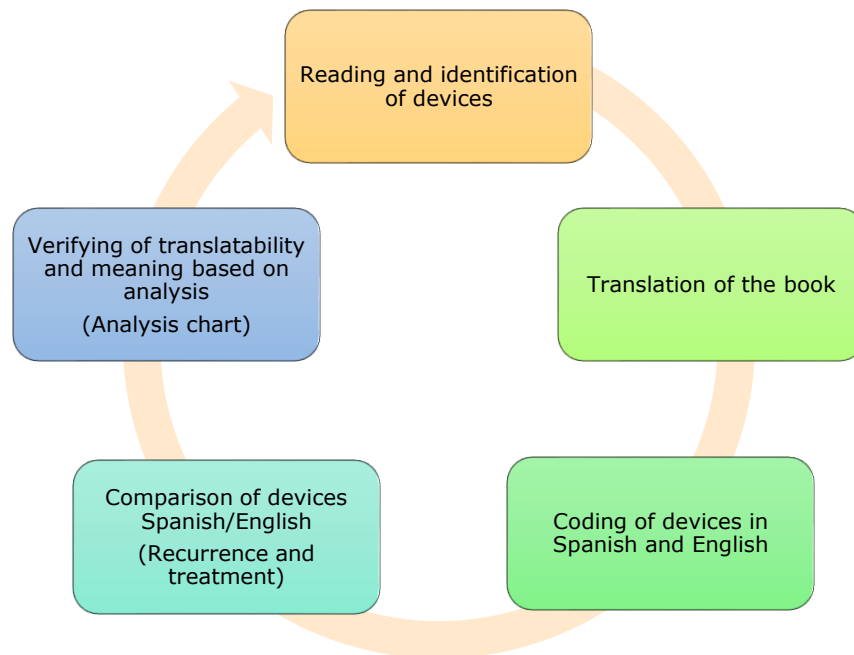 Reading and identification
of devices
Translation of the book
Coding of devices in
Spanish and English
Comparison of devices
Spanish/English
(Recurrence and
treatment)
Verifying of translatability
and meaning based on
analysis
(Analysis chart)